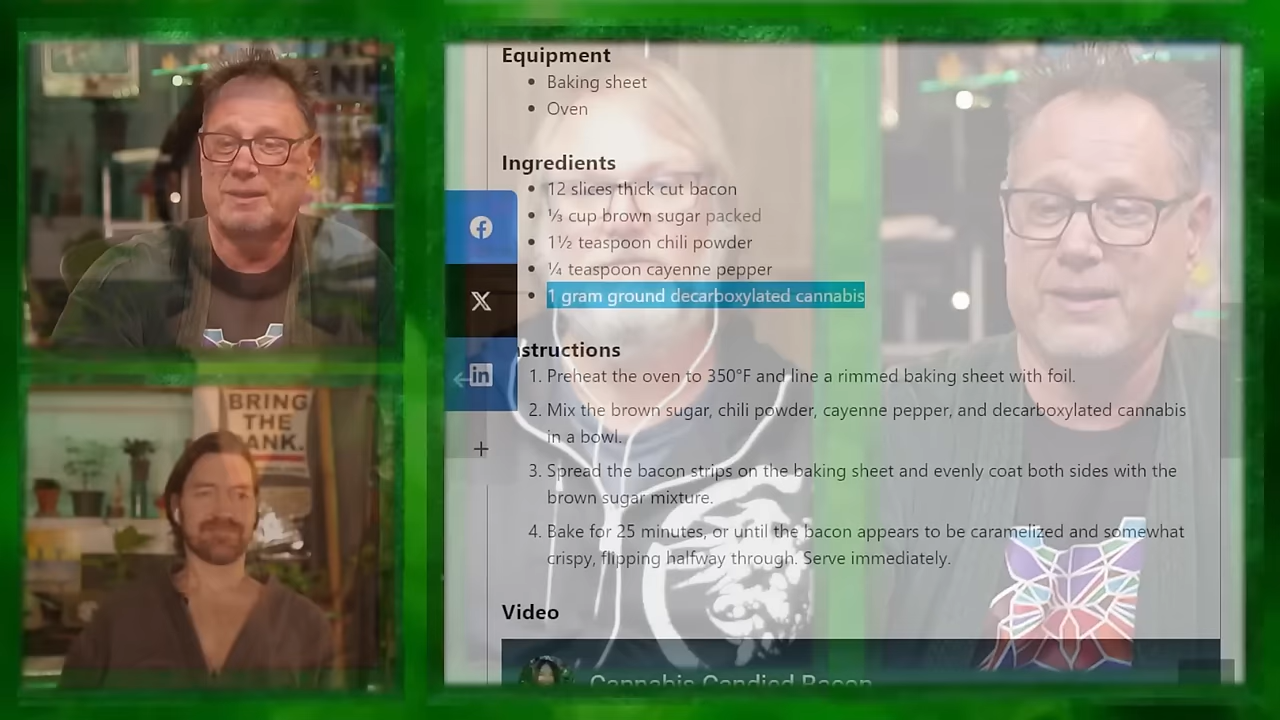 Equipment
• Baking sheet
• Oven
Ingredients
• 12 slices thick cut bacon
• ⅓ cup brown sugar packed
• 1½ teaspoon chili powder
• ¼ teaspoon cayenne pepper
• 1 gram ground decarboxylated cannabis
nstructions
1. Preheat the oven to 350°F and line a rimmed baking sheet with foil.
2. Mix the brown sugar, chili powder, cayenne pepper, and decarboxylated cannabis
in a bowl.
3. Spread the bacon strips on the baking sheet and evenly coat both sides with the
brown sugar mixture.
4. Bake for 25 minutes, or until the bacon appears to be caramelized and somewhat
crispy, flipping halfway through. Serve immediately.
Video
Cannabis Candied Bacon
in
BRING
THE